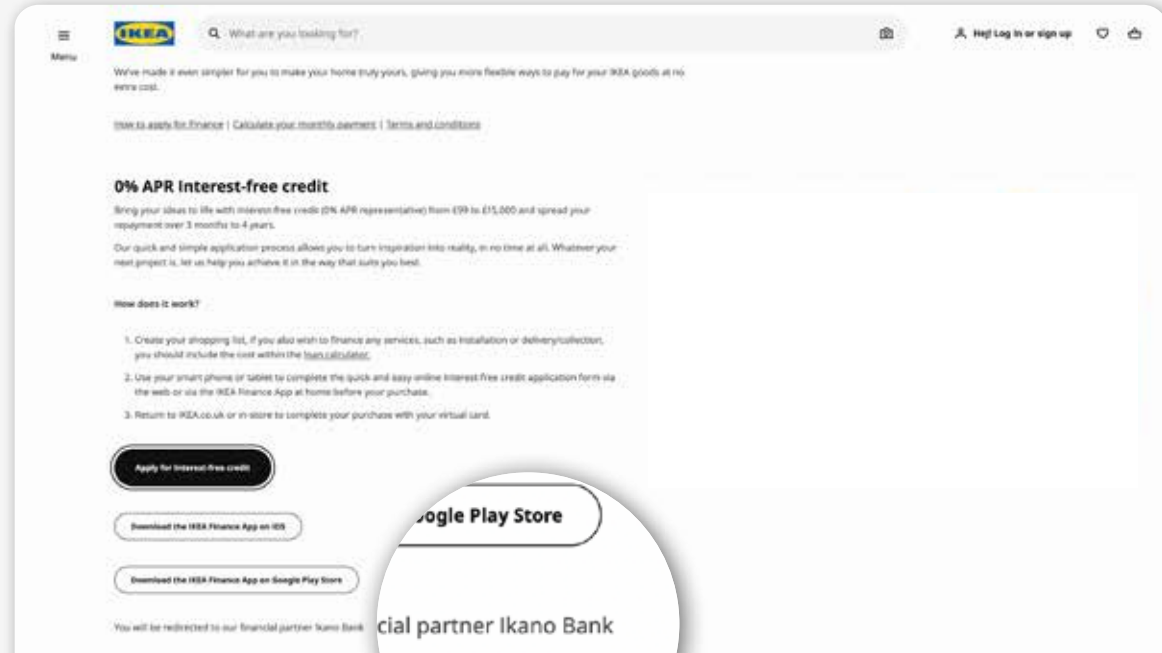 IKEA
What are you looking for?
Hej! Log in or sign up
Menu
We've made it even simpler for you to make your home truly yours, giving you more flexible ways to pay for your IKEA goods at no
extra cost.
How to apply for Finance | Calculate your monthly payment | Terms and conditions
0% APR Interest-free credit
Bring your ideas to life with interest-free credit (0% APR representative) from £99 to £15,000 and spread your
repayment over 3 months to 4 years.
Our quick and simple application process allows you to turn inspiration into reality, in no time at all. Whatever your
next project is, let us help you achieve it in the way that suits you best.
How does it work?
1. Create your shopping list, if you also wish to finance any services, such as installation or delivery/collection,
you should include the cost within the loan calculator.
2. Use your smart phone or tablet to complete the quick and easy online interest free credit application form via
the web or via the IKEA Finance App at home before your purchase.
3. Return to IKEA.co.uk or in-store to complete your purchase with your virtual card.
Apply for interest-free credit
Download the IKEA Finance App on iOS
oogle Play Store
Download the IKEA Finance App on Google Play Store
You will be redirected to our financial partner Ikano Bank
cial partner Ikano Bank